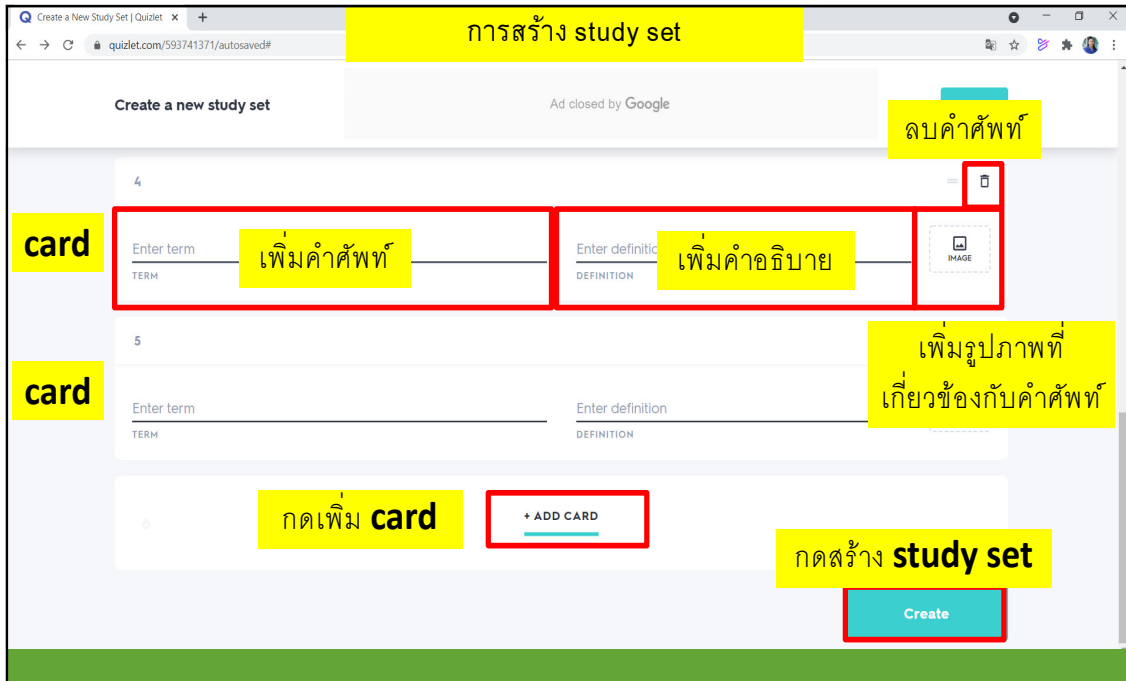 Create a New Study Set | Quizlet
การสร้าง study set
quizlet.com/593741371/autosaved#
Create a new study set
Ad closed by Google
ลบคำศัพท์
4
card
Enter term
เพิ่มคำศัพท์
TERM
Enter definitio
เพิ่มคำอธิบาย
DEFINITION
IMAGE
5
เพิ่มรูปภาพที่
เกี่ยวข้องกับคำศัพท์
card
Enter term
TERM
Enter definition
DEFINITION
6
กดเพิ่ม card
+ ADD CARD
กดสร้าง study set
Create